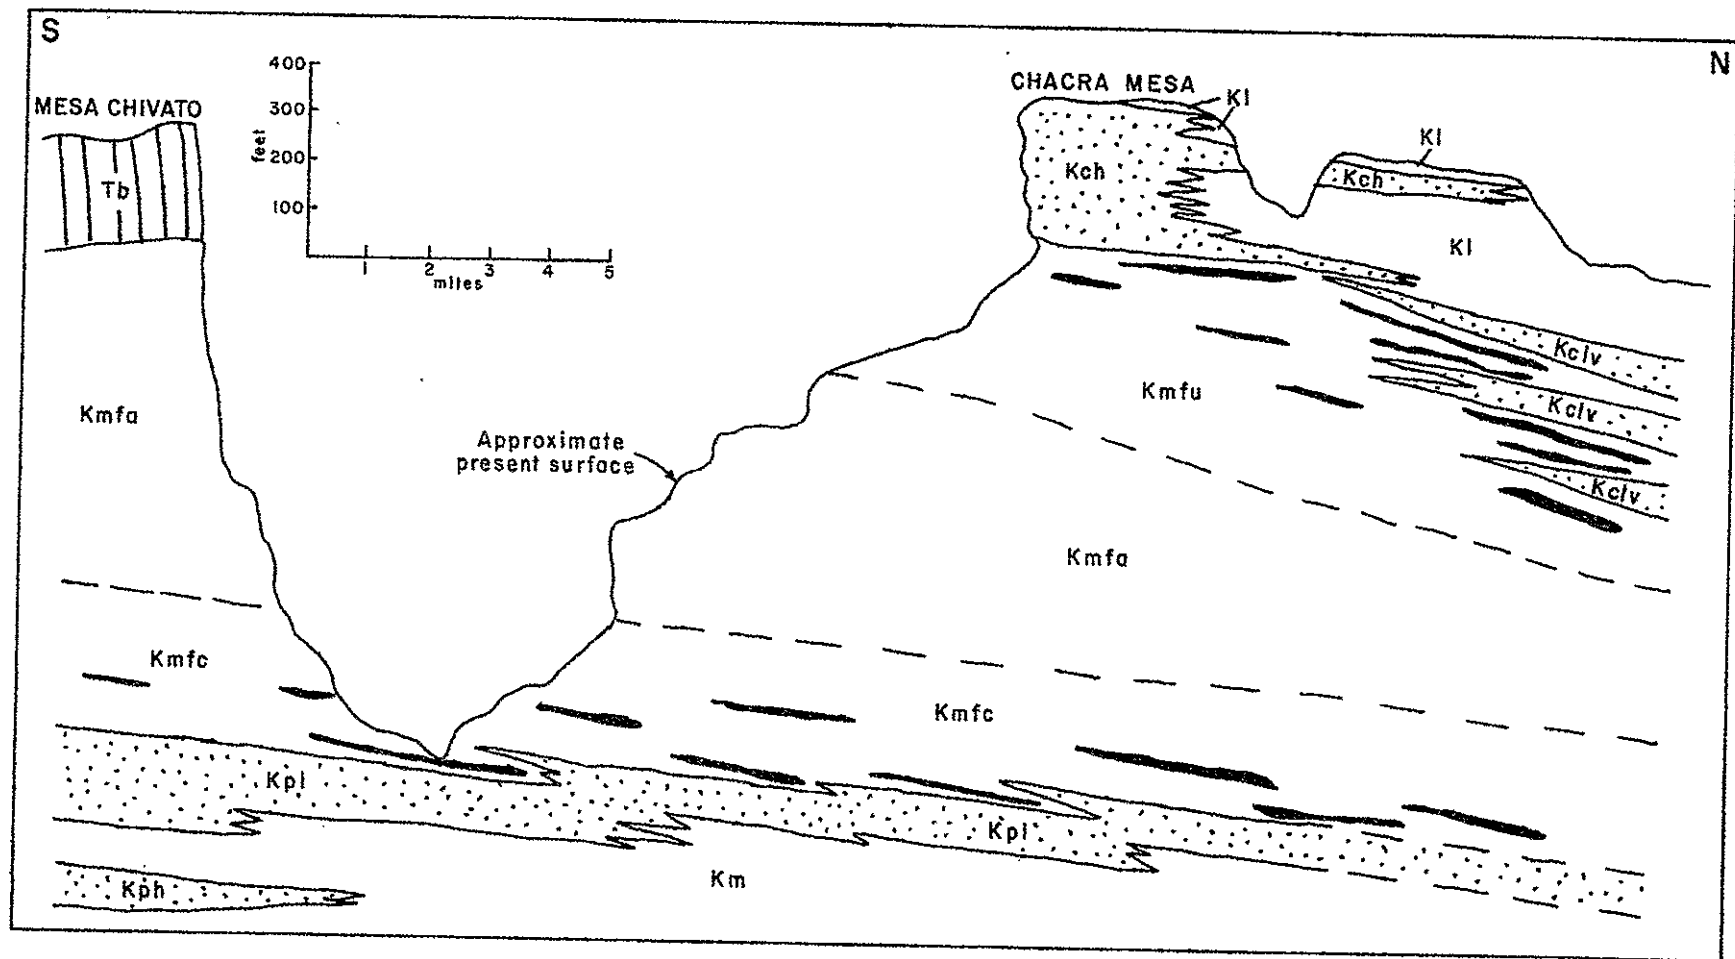 S
N
MESA CHIVATO
400
300
200
100
feet
1
2
3
4
5
miles
CHACRA MESA
Kl
Kl
Tb
Kch
Kch
Kl
Kclv
Kmfa
Kmfu
Kclv
Approximate
present surface
Kclv
Kmfa
Kmfc
Kmfc
Kpl
Kpl
Km
Kph